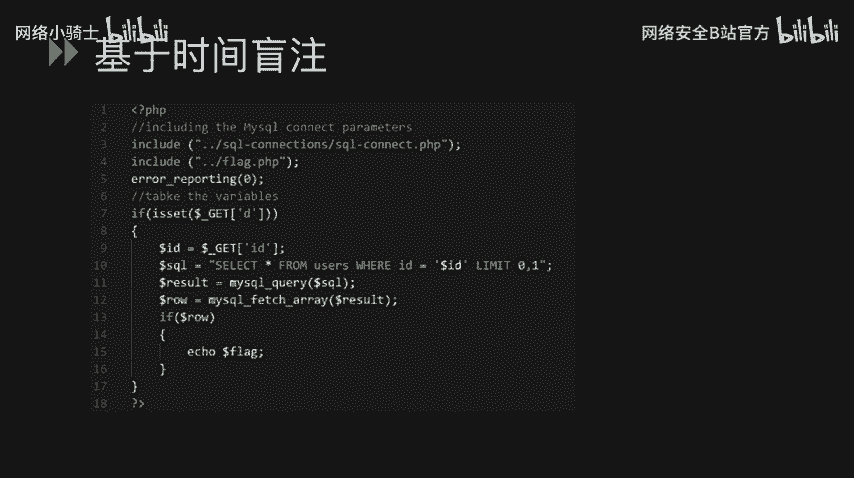 网络小骑士 bilibili
网络安全B站官方 bilibili
基于时间盲注
1 <?php
2 //including the Mysql connect parameters
3 include ("../sql-connections/sql-connect.php");
4 include ("../flag.php");
5 error_reporting(0);
6 //tabke the variables
7 if(isset($_GET['d']))
8 {
9 $id = $_GET['id'];
10 $sql = "SELECT * FROM users WHERE id = '$id' LIMIT 0,1";
11 $result = mysql_query($sql);
12 $row = mysql_fetch_array($result);
13 if($row)
14 {
15 echo $flag;
16 }
17 }
18 ?>